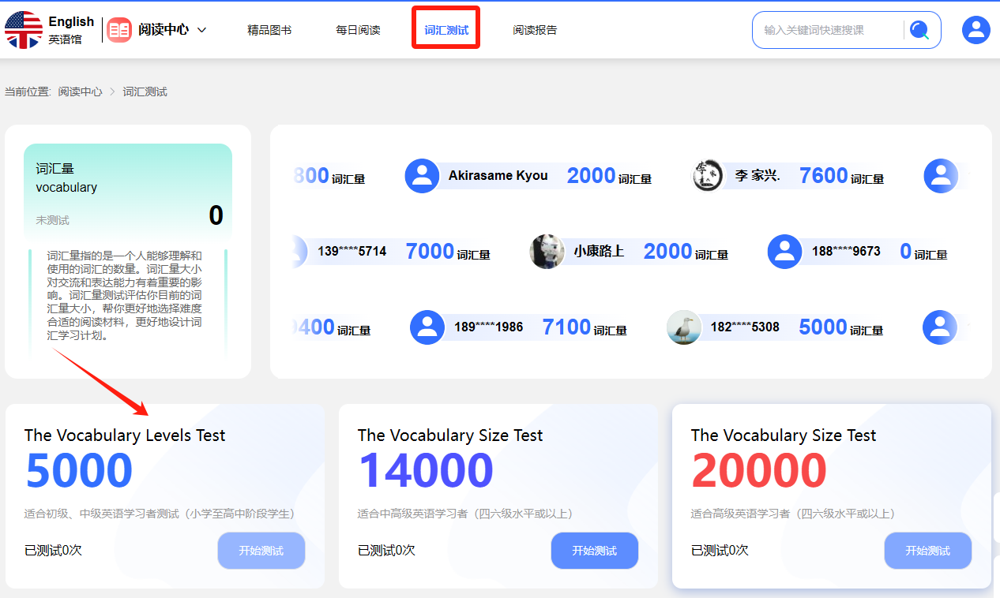 English
英语馆
阅读中心
精品图书
每日阅读
词汇测试
阅读报告
输入关键词快速搜课
当前位置: 阅读中心 > 词汇测试
词汇量
vocabulary
未测试
0
词汇量指的是一个人能够理解和
使用的词汇的数量。词汇量大小
对交流和表达能力有着重要的影
响。词汇量测试评估你目前的词
汇量大小，帮你更好地选择难度
合适的阅读材料，更好地设计词
汇学习计划。
800 词汇量
Akirasame Kyou 2000 词汇量
李 家兴. 7600 词汇量
139****5714 7000 词汇量
小康路上 2000 词汇量
188****9673 0 词汇量
400 词汇量
189****1986 7100 词汇量
182****5308 5000 词汇量
The Vocabulary Levels Test
5000
适合初级、中级英语学习者测试（小学至高中阶段学生）
已测试0次
开始测试
The Vocabulary Size Test
14000
适合中高级英语学习者（四六级水平或以上）
已测试0次
开始测试
The Vocabulary Size Test
20000
适合高级英语学习者（四六级水平或以上）
已测试0次
开始测试